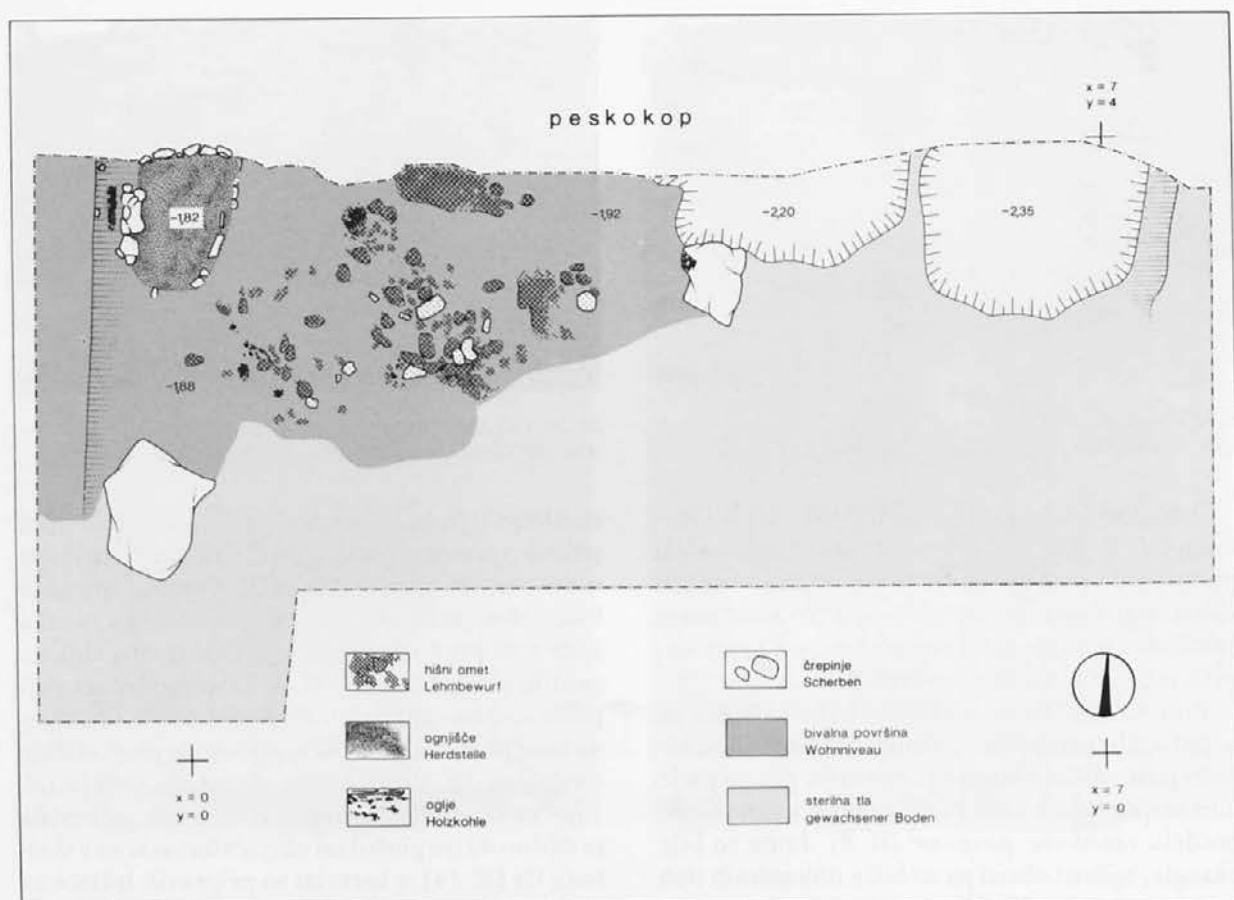 peskokop
x = 7
y = 4
-1,82
-1,92
-2,20
-2,35
-1,88
hišni omet
Lehmbewurf
ognjišče
Herdstelle
oglje
Holzkohle
črepinje
Scherben
bivalna površina
Wohnniveau
sterilna tla
gewachsener Boden
x = 0
y = 0
x = 7
y = 0